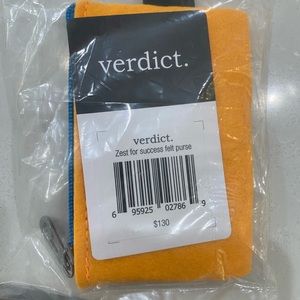 verdict.
verdict.
Zest for success felt purse
6 95925 02786 9
$130